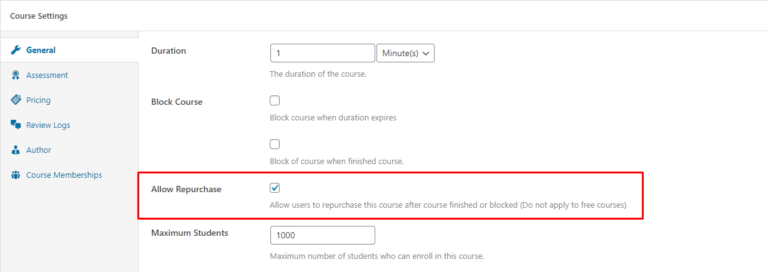 Course Settings
General
Assessment
Pricing
Review Logs
Author
Course Memberships
Duration
1 Minute(s)
The duration of the course.
Block Course
Block course when duration expires
Block of course when finished course.
Allow Repurchase
Allow users to repurchase this course after course finished or blocked (Do not apply to free courses)
Maximum Students
1000
Maximum number of students who can enroll in this course.